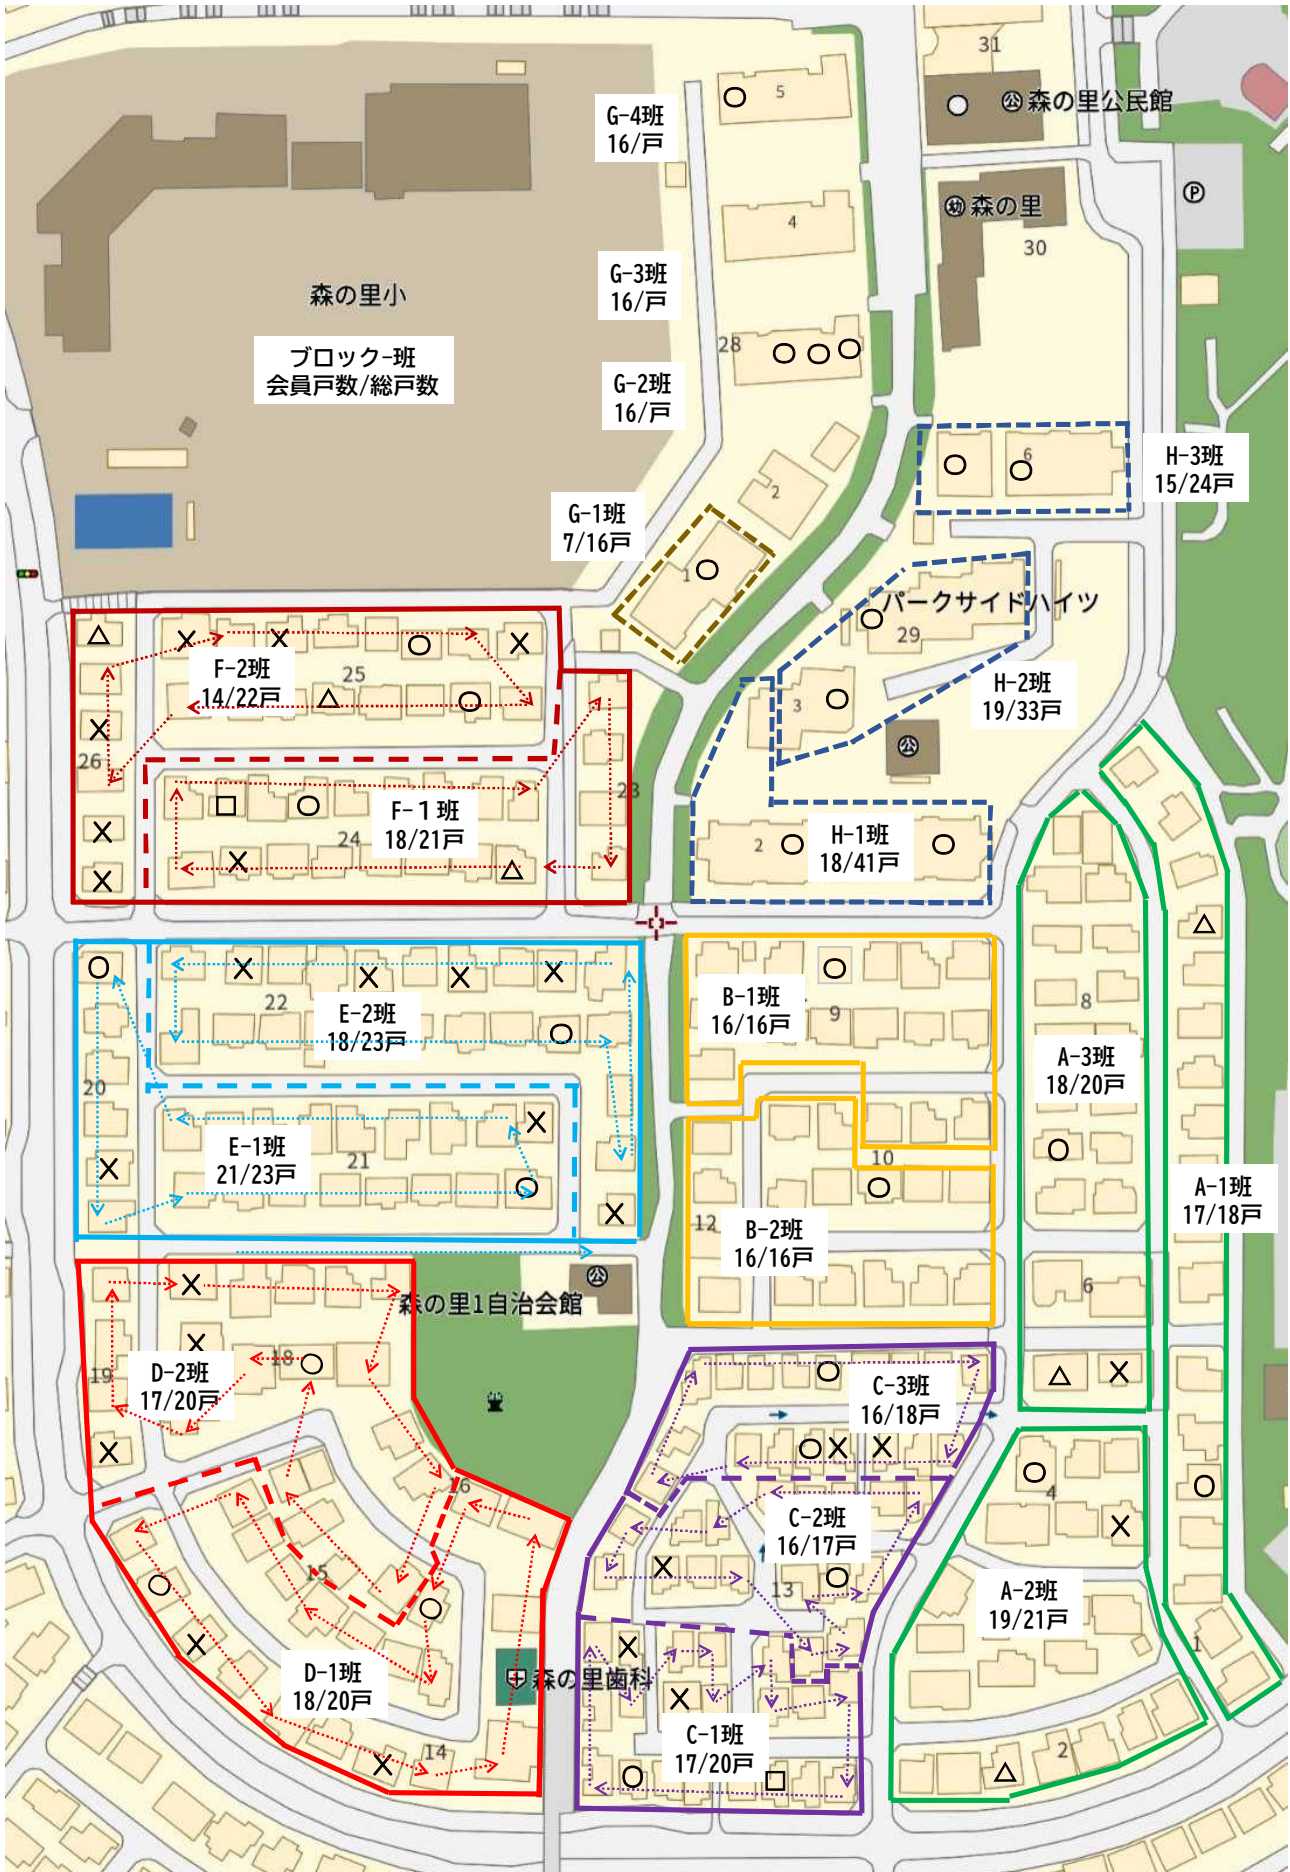 31
公 森の里公民館
5
G-4班
16/戸
P
幼 森の里
4
30
G-3班
16/戸
森の里小
ブロック-班
会員戸数/総戸数
28
G-2班
16/戸
6
H-3班
15/24戸
2
G-1班
7/16戸
1
パークサイドハイツ
29
F-2班
14/22戸
25
H-2班
19/33戸
3
公
26
23
F-1班
18/21戸
24
H-1班
18/41戸
2
22
E-2班
18/23戸
B-1班
16/16戸
9
8
A-3班
18/20戸
20
E-1班
21/23戸
21
10
A-1班
17/18戸
12
B-2班
16/16戸
公
森の里1自治会館
6
18
19
D-2班
17/20戸
C-3班
16/18戸
16
4
C-2班
16/17戸
15
13
A-2班
19/21戸
1
D-1班
18/20戸
森の里歯科
C-1班
17/20戸
14
2